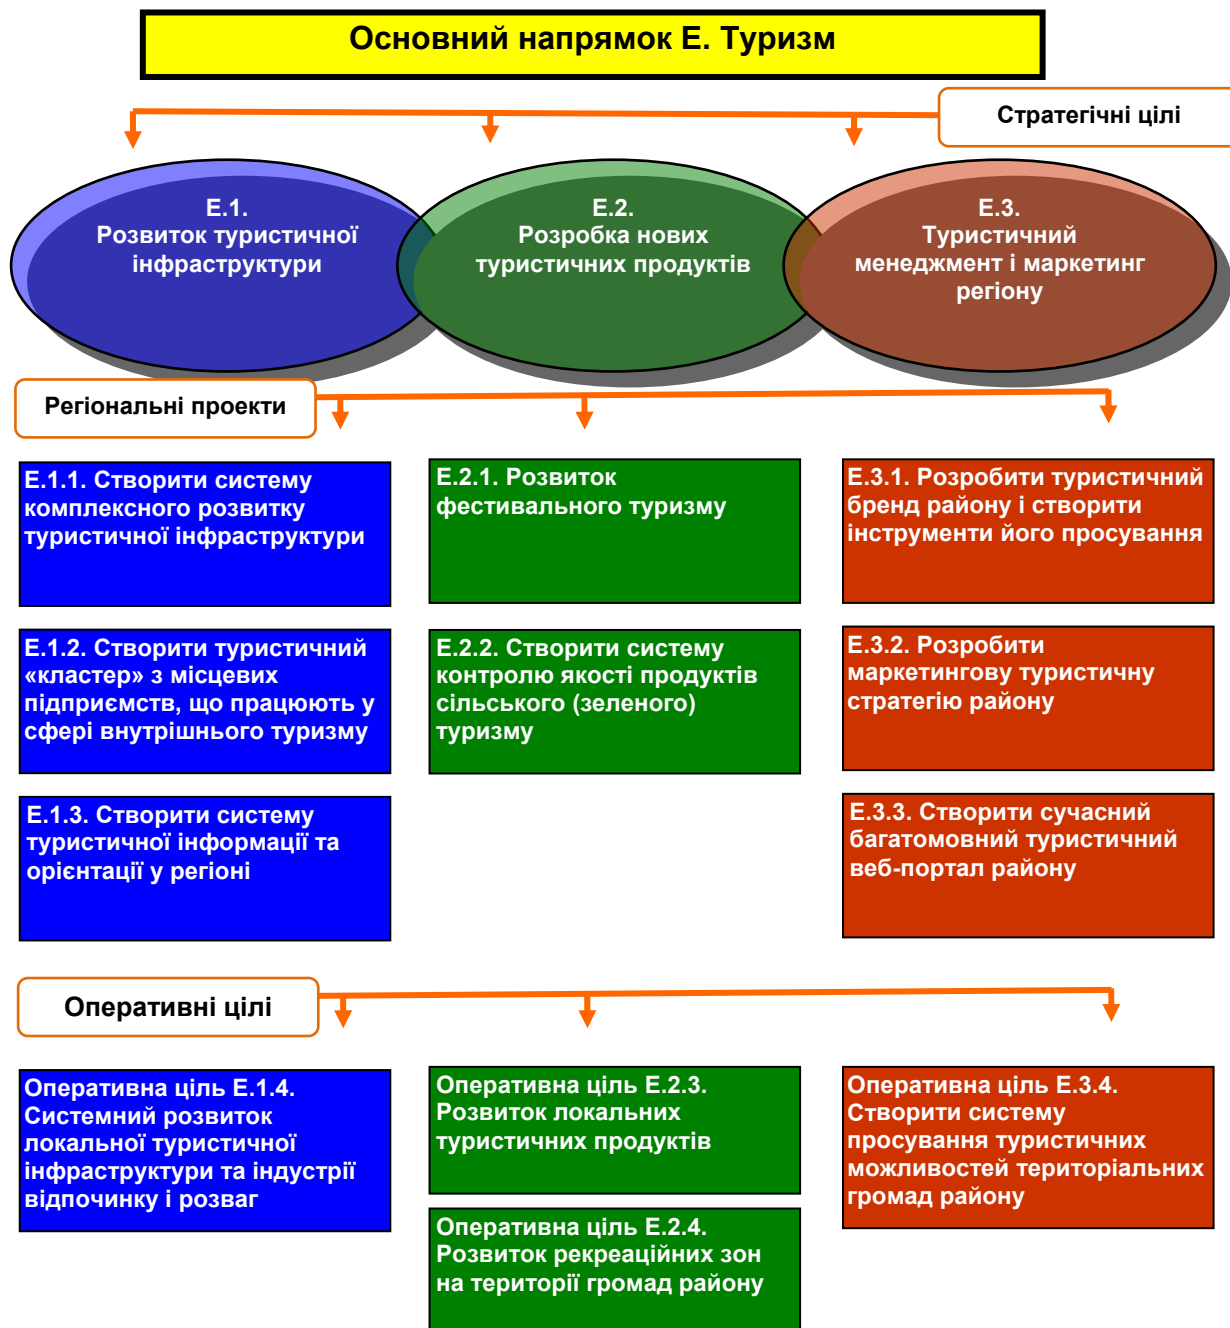 Основний напрямок Е. Туризм
Стратегічні цілі
Е.1.
Розвиток туристичної
інфраструктури
Е.2.
Розробка нових
туристичних продуктів
Е.3.
Туристичний
менеджмент і маркетинг
регіону
Регіональні проекти
Е.1.1. Створити систему
комплексного розвитку
туристичної інфраструктури
Е.2.1. Розвиток
фестивального туризму
Е.3.1. Розробити туристичний
бренд району і створити
інструменти його просування
Е.1.2. Створити туристичний
«кластер» з місцевих
підприємств, що працюють у
сфері внутрішнього туризму
Е.2.2. Створити систему
контролю якості продуктів
сільського (зеленого)
туризму
Е.3.2. Розробити
маркетингову туристичну
стратегію району
Е.1.3. Створити систему
туристичної інформації та
орієнтації у регіоні
Е.3.3. Створити сучасний
багатомовний туристичний
веб-портал району
Оперативні цілі
Оперативна ціль Е.1.4.
Системний розвиток
локальної туристичної
інфраструктури та індустрії
відпочинку і розваг
Оперативна ціль Е.2.3.
Розвиток локальних
туристичних продуктів
Оперативна ціль Е.3.4.
Створити систему
просування туристичних
можливостей територіальних
громад району
Оперативна ціль Е.2.4.
Розвиток рекреаційних зон
на території громад району